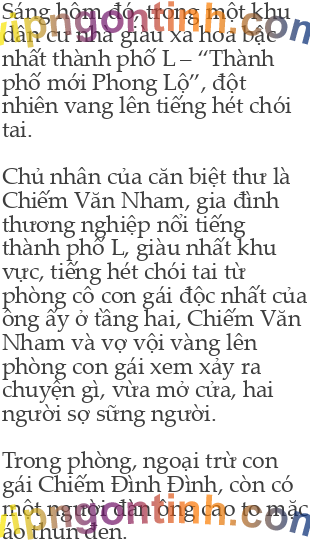 Sáng hôm đó, trong một khu
dân cư nhà giàu xa hoa bậc
nhất thành phố L – “Thành
phố mới Phong Lộ”, đột
nhiên vang lên tiếng hét chói
tai.
Chủ nhân của căn biệt thư là
Chiếm Văn Nham, gia đình
thương nghiệp nổi tiếng
thành phố L, giàu nhất khu
vực, tiếng hét chói tai từ
phòng cô con gái độc nhất của
ông ấy ở tầng hai, Chiếm Văn
Nham và vợ vội vàng lên
phòng con gái xem xảy ra
chuyện gì, vừa mở cửa, hai
người sợ sững người.
Trong phòng, ngoại trừ con
gái Chiếm Đình Đình, còn có
một người đàn ông cao to mặc
áo thun đen.
vipngontinh.com
vipngontinh.com